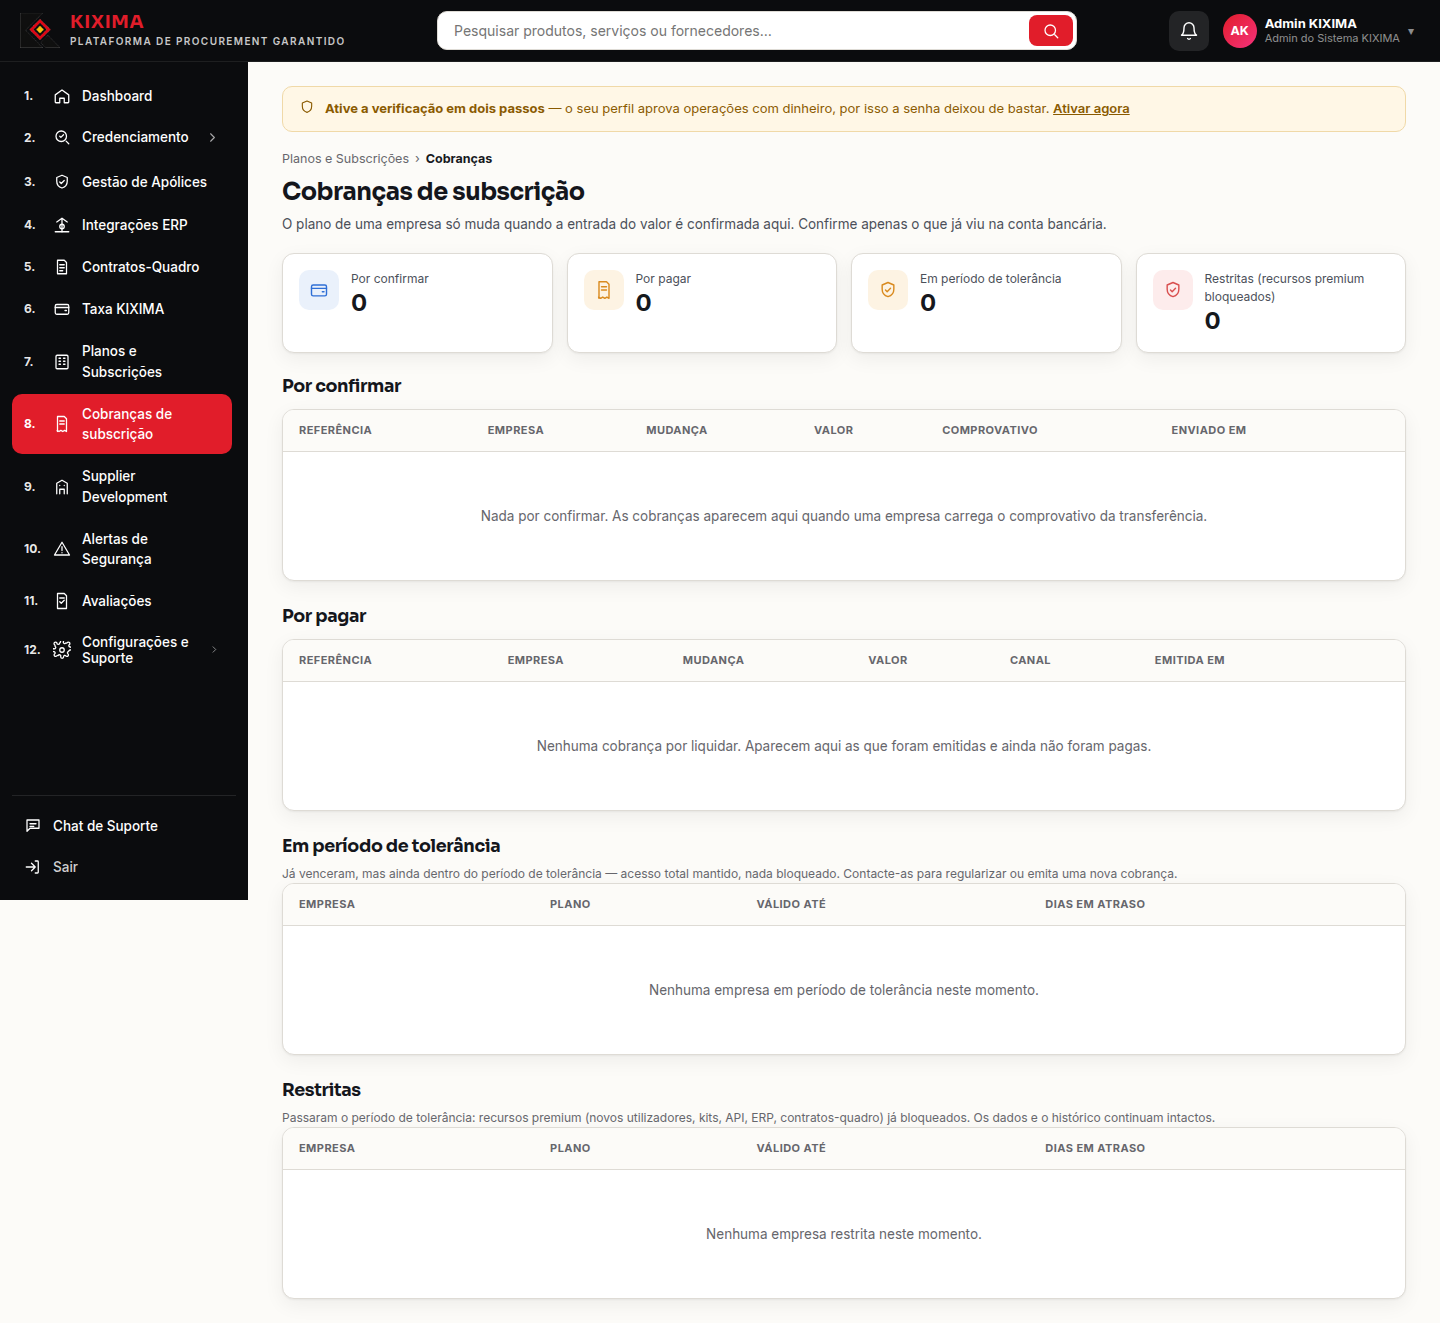 KIXIMA
PLATAFORMA DE PROCUREMENT GARANTIDO
Pesquisar produtos, serviços ou fornecedores...
AK
Admin KIXIMA
Admin do Sistema KIXIMA
1. Dashboard
2. Credenciamento
3. Gestão de Apólices
4. Integrações ERP
5. Contratos-Quadro
6. Taxa KIXIMA
7. Planos e
Subscrições
8. Cobranças de
subscrição
9. Supplier
Development
10. Alertas de
Segurança
11. Avaliações
12. Configurações e
Suporte
Chat de Suporte
Sair
Ative a verificação em dois passos — o seu perfil aprova operações com dinheiro, por isso a senha deixou de bastar. Ativar agora
Planos e Subscrições › Cobranças
Cobranças de subscrição
O plano de uma empresa só muda quando a entrada do valor é confirmada aqui. Confirme apenas o que já viu na conta bancária.
Por confirmar
0
Por pagar
0
Em período de tolerância
0
Restritas (recursos premium
bloqueados)
0
Por confirmar
REFERÊNCIA EMPRESA MUDANÇA VALOR COMPROVATIVO ENVIADO EM
Nada por confirmar. As cobranças aparecem aqui quando uma empresa carrega o comprovativo da transferência.
Por pagar
REFERÊNCIA EMPRESA MUDANÇA VALOR CANAL EMITIDA EM
Nenhuma cobrança por liquidar. Aparecem aqui as que foram emitidas e ainda não foram pagas.
Em período de tolerância
Já venceram, mas ainda dentro do período de tolerância — acesso total mantido, nada bloqueado. Contacte-as para regularizar ou emita uma nova cobrança.
EMPRESA PLANO VÁLIDO ATÉ DIAS EM ATRASO
Nenhuma empresa em período de tolerância neste momento.
Restritas
Passaram o período de tolerância: recursos premium (novos utilizadores, kits, API, ERP, contratos-quadro) já bloqueados. Os dados e o histórico continuam intactos.
EMPRESA PLANO VÁLIDO ATÉ DIAS EM ATRASO
Nenhuma empresa restrita neste momento.